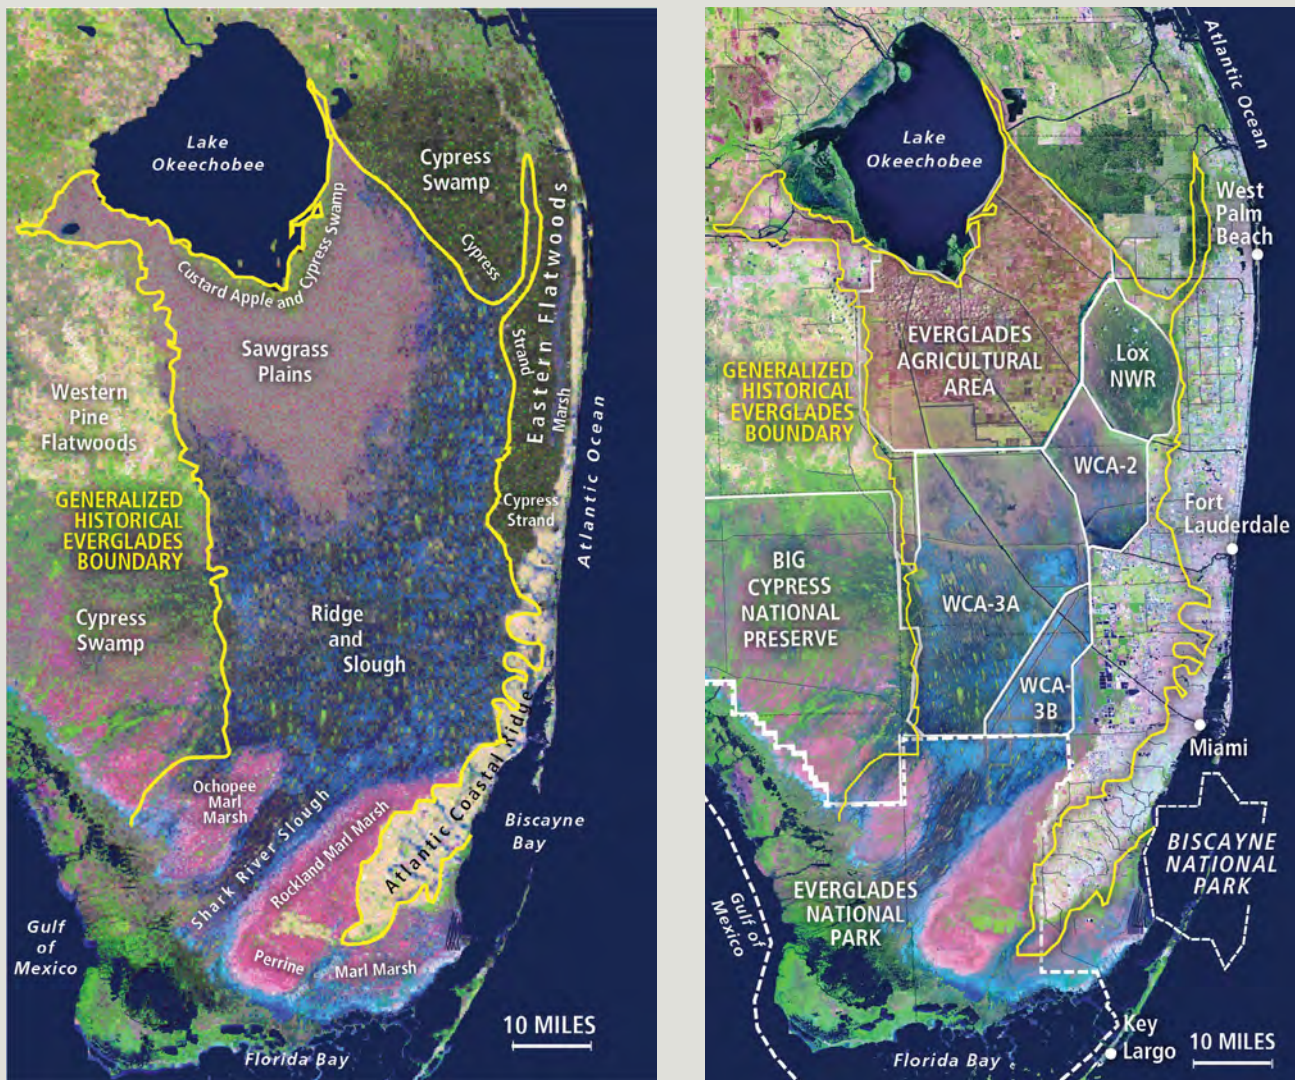 Lake
Okeechobee
Cypress
Swamp
Custard Apple and Cypress Swamp
Cypress
Strand
Eastern Flatwoods
Marsh
Sawgrass
Plains
Western
Pine
Flatwoods
Atlantic Ocean
GENERALIZED
HISTORICAL
EVERGLADES
BOUNDARY
Cypress
Strand
Cypress
Swamp
Ridge
and
Slough
Ochopee
Marl
Marsh
Shark River Slough
Rockland Marl Marsh
Atlantic Coastal Ridge
Biscayne
Bay
Gulf
of
Mexico
Perrine
Marl Marsh
10 MILES
Florida Bay
Atlantic Ocean
Lake
Okeechobee
West
Palm
Beach
EVERGLADES
AGRICULTURAL
AREA
Lox
NWR
GENERALIZED
HISTORICAL
EVERGLADES
BOUNDARY
WCA-2
Fort
Lauderdale
BIG
CYPRESS
NATIONAL
PRESERVE
WCA-3A
WCA-
3B
Miami
BISCAYNE
NATIONAL
PARK
EVERGLADES
NATIONAL
PARK
Gulf of
Mexico
Key
Largo
10 MILES
Florida Bay